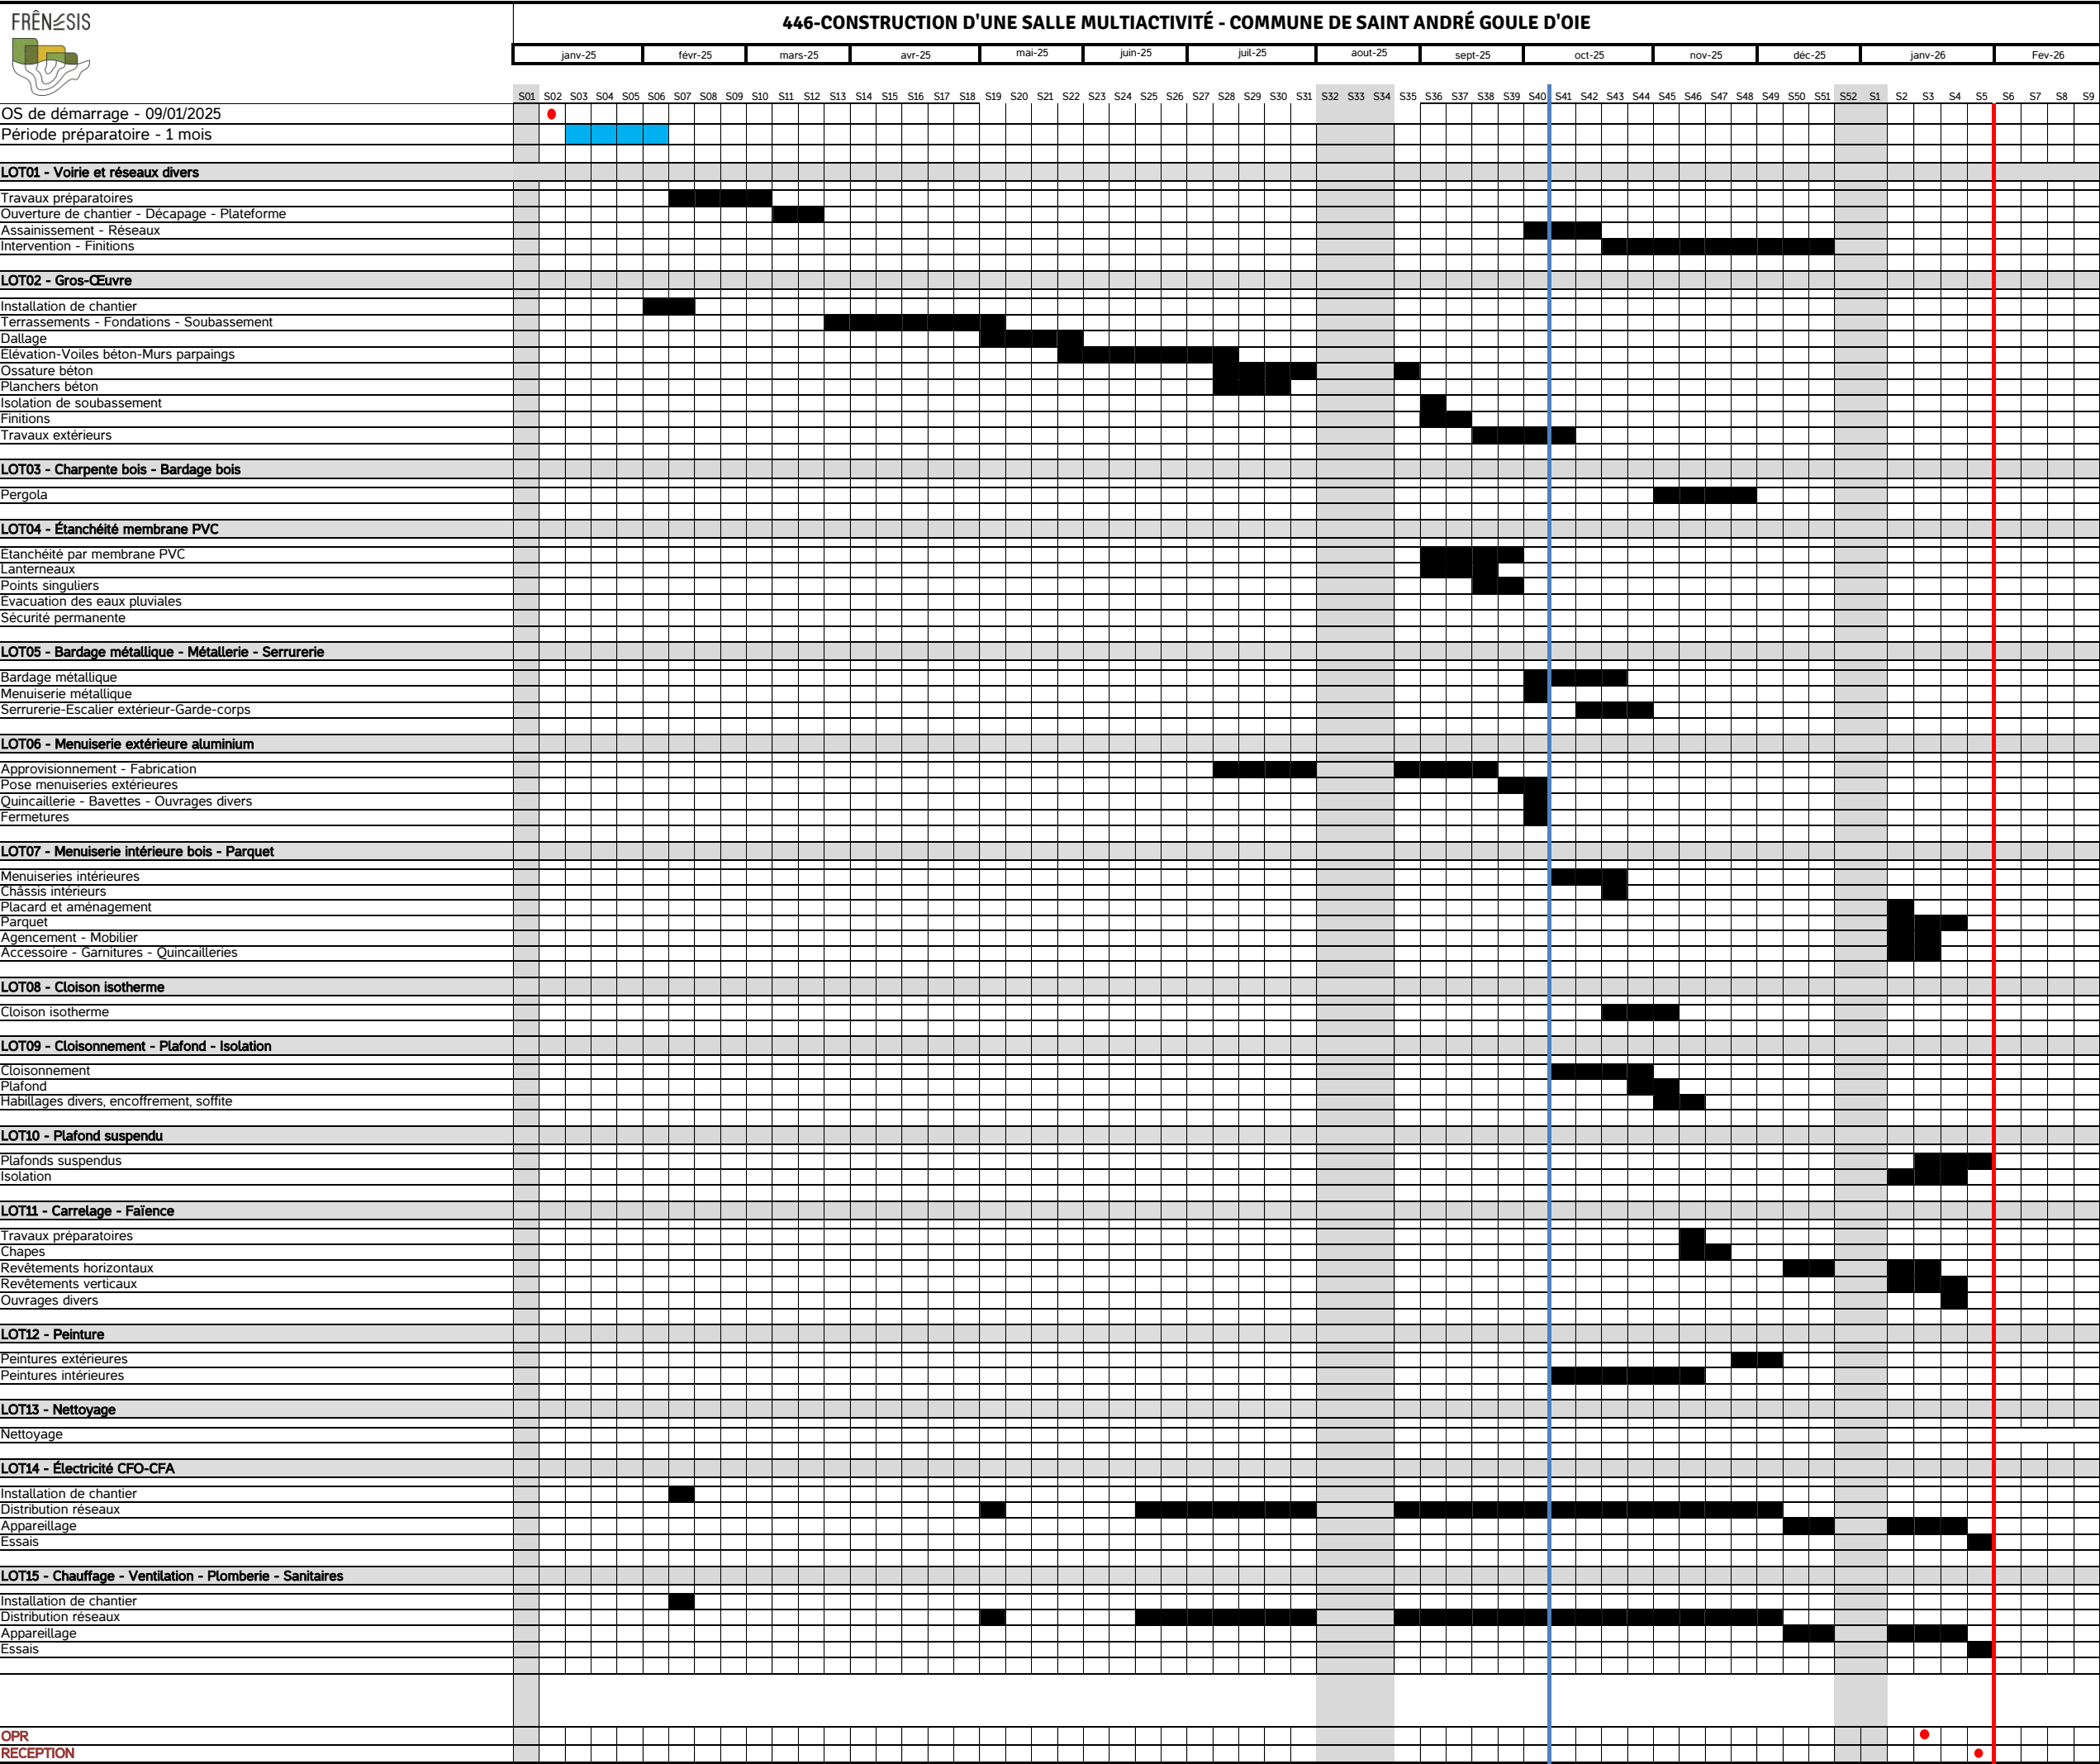 FRÊNESIS
446-CONSTRUCTION D'UNE SALLE MULTIACTIVITÉ - COMMUNE DE SAINT ANDRÉ GOULE D'OIE
janv-25 févr-25 mars-25 avr-25 mai-25 juin-25 juil-25 aout-25 sept-25 oct-25 nov-25 déc-25 janv-26 Fev-26
S01 S02 S03 S04 S05 S06 S07 S08 S09 S10 S11 S12 S13 S14 S15 S16 S17 S18 S19 S20 S21 S22 S23 S24 S25 S26 S27 S28 S29 S30 S31 S32 S33 S34 S35 S36 S37 S38 S39 S40 S41 S42 S43 S44 S45 S46 S47 S48 S49 S50 S51 S52 S1 S2 S3 S4 S5 S6 S7 S8 S9
OS de démarrage - 09/01/2025
Période préparatoire - 1 mois
LOT01 - Voirie et réseaux divers
Travaux préparatoires
Ouverture de chantier - Décapage - Plateforme
Assainissement - Réseaux
Intervention - Finitions
LOT02 - Gros-Œuvre
Installation de chantier
Terrassements - Fondations - Soubassement
Dallage
Élévation-Voiles béton-Murs parpaings
Ossature béton
Planchers béton
Isolation de soubassement
Finitions
Travaux extérieurs
LOT03 - Charpente bois - Bardage bois
Pergola
LOT04 - Étanchéité membrane PVC
Étanchéité par membrane PVC
Lanterneaux
Points singuliers
Évacuation des eaux pluviales
Sécurité permanente
LOT05 - Bardage métallique - Métallerie - Serrurerie
Bardage métallique
Menuiserie métallique
Serrurerie-Escalier extérieur-Garde-corps
LOT06 - Menuiserie extérieure aluminium
Approvisionnement - Fabrication
Pose menuiseries extérieures
Quincaillerie - Bavettes - Ouvrages divers
Fermetures
LOT07 - Menuiserie intérieure bois - Parquet
Menuiseries intérieures
Châssis intérieurs
Placard et aménagement
Parquet
Agencement - Mobilier
Accessoire - Garnitures - Quincailleries
LOT08 - Cloison isotherme
Cloison isotherme
LOT09 - Cloisonnement - Plafond - Isolation
Cloisonnement
Plafond
Habillages divers, encoffrement, soffite
LOT10 - Plafond suspendu
Plafonds suspendus
Isolation
LOT11 - Carrelage - Faïence
Travaux préparatoires
Chapes
Revêtements horizontaux
Revêtements verticaux
Ouvrages divers
LOT12 - Peinture
Peintures extérieures
Peintures intérieures
LOT13 - Nettoyage
Nettoyage
LOT14 - Électricité CFO-CFA
Installation de chantier
Distribution réseaux
Appareillage
Essais
LOT15 - Chauffage - Ventilation - Plomberie - Sanitaires
Installation de chantier
Distribution réseaux
Appareillage
Essais
OPR
RECEPTION